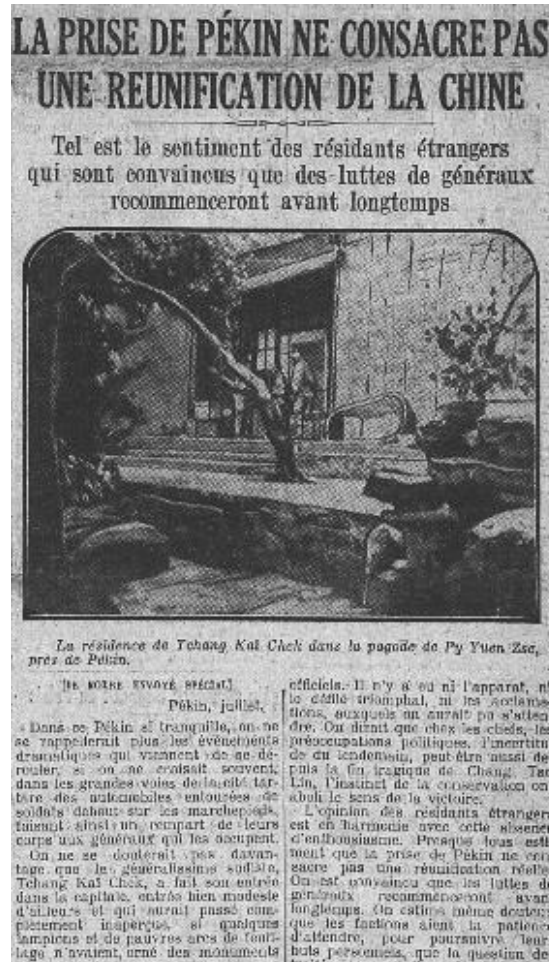 LA PRISE DE PÉKIN NE CONSACRE PAS
UNE REUNIFICATION DE LA CHINE
Tel est le sentiment des résidants étrangers
qui sont convaincus que des luttes de généraux
recommenceront avant longtemps
La résidence de Tchang Kaï Chek dans la pagode de Py Yuen Zse,
près de Pékin.
[DE NOTRE ENVOYÉ SPÉCIAL]
Pékin, juillet.
Dans ce Pékin si tranquille, on ne
se rappellerait plus les événements
dramatiques qui viennent de se dé-
rouler, si on ne croisait souvent,
dans les grandes voies de la cité tar-
tare des automobiles entourées de
soldats debout sur les marchepieds,
faisant ainsi un rempart de leurs
corps aux généraux qui les occupent.
On ne se douterait pas davan-
tage que le généralissime sudiste,
Tchang Kaï Chek, a fait son entrée
dans la capitale, entrée bien modeste
d'ailleurs et qui aurait passé com-
plètement inaperçue, si quelques
lampions et de pauvres arcs de feuil-
lage n'avaient orné des monuments
officiels. Il n'y a eu ni l'apparat, ni
le défilé triomphal, ni les acclama-
tions, auxquels on aurait pu s'atten-
dre. On dirait que chez les chefs, les
préoccupations politiques, l'incertitu-
de du lendemain, peut-être aussi de-
puis la fin tragique de Chang Tso
Lin, l'instinct de la conservation ont
aboli le sens de la victoire.
L'opinion des résidants étrangers
est en harmonie avec cette absence
d'enthousiasme. Presque tous esti-
ment que la prise de Pékin ne con-
sacre pas une réunification réelle.
On est convaincu que les luttes de
généraux recommenceront avant
longtemps. On estime même douteux
que les factions aient la patience
d'attendre, pour poursuivre leurs
buts personnels, que la question de